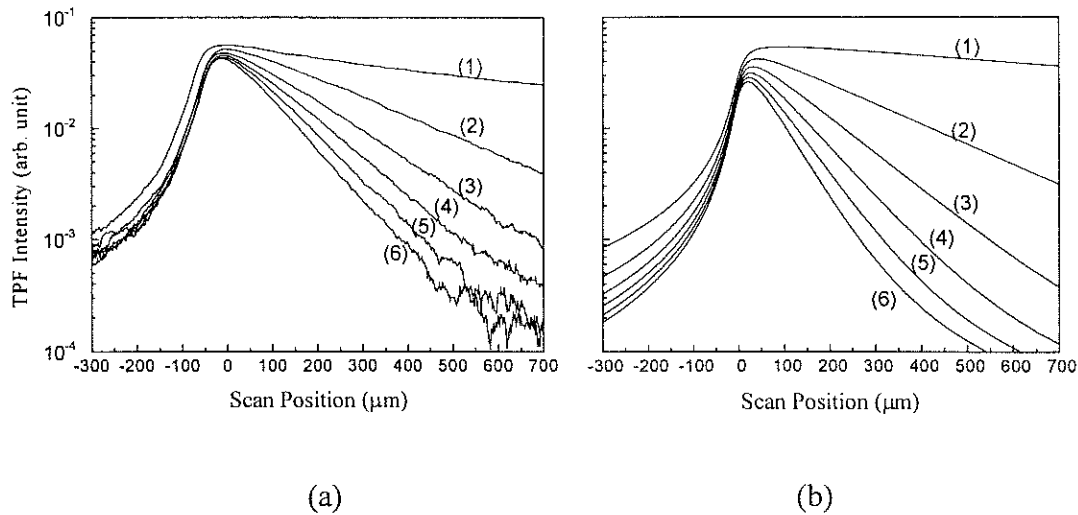 TPF Intensity (arb. unit)
10⁻¹
10⁻²
10⁻³
10⁻⁴
(1)
(2)
(3)
(4)
(5)
(6)
-300 -200 -100 0 100 200 300 400 500 600 700
Scan Position (μm)
(a)
(1)
(2)
(3)
(4)
(5)
(6)
-300 -200 -100 0 100 200 300 400 500 600 700
Scan Position (μm)
(b)